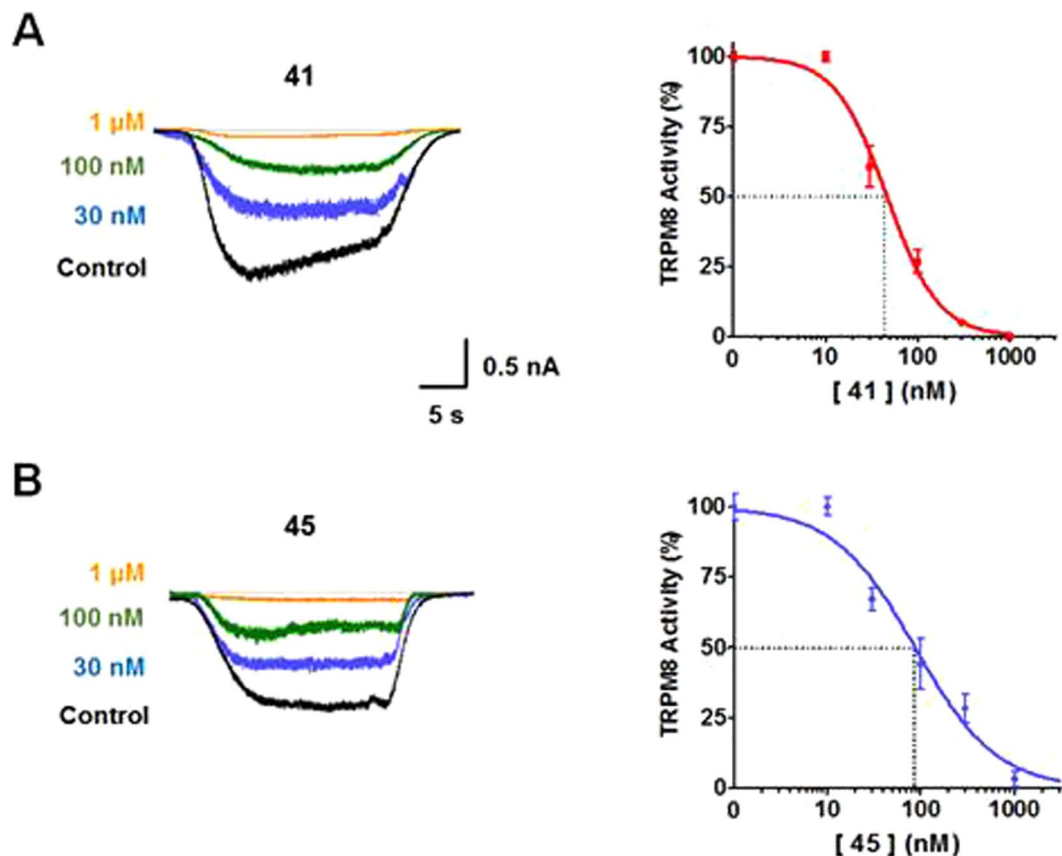 A
41
1 µM
100 nM
30 nM
Control
0.5 nA
5 s
TRPM8 Activity (%)
100
75
50
25
0
0 10 100 1000
[ 41 ] (nM)
B
45
1 µM
100 nM
30 nM
Control
TRPM8 Activity (%)
100
75
50
25
0
0 10 100 1000
[ 45 ] (nM)